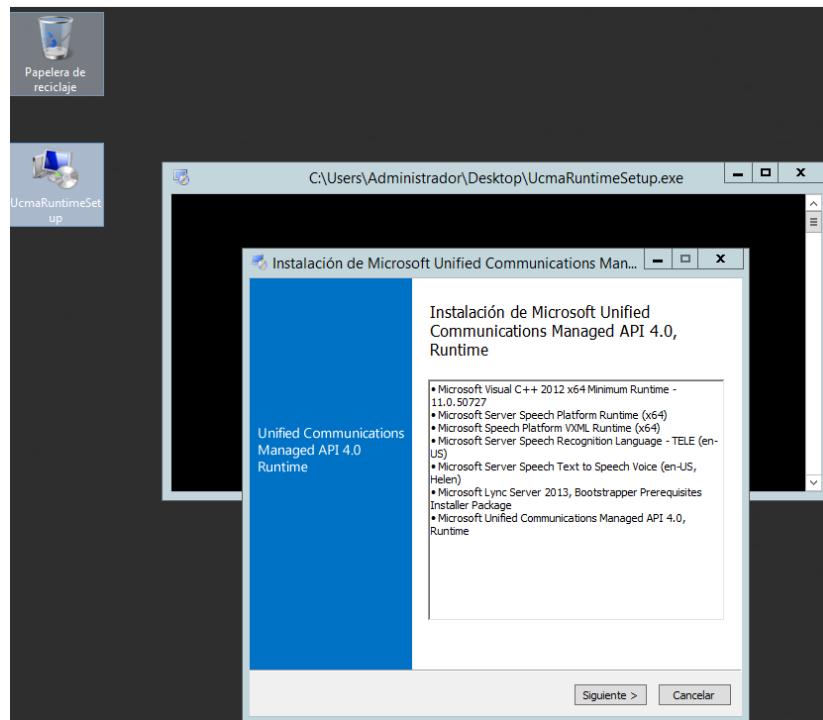 Papelera de
reciclaje
UcmaRuntimeSet
up
C:\Users\Administrador\Desktop\UcmaRuntimeSetup.exe
Instalación de Microsoft Unified Communications Man...
Instalación de Microsoft Unified
Communications Managed API 4.0,
Runtime
Unified Communications
Managed API 4.0
Runtime
• Microsoft Visual C++ 2012 x64 Minimum Runtime -
11.0.50727
• Microsoft Server Speech Platform Runtime (x64)
• Microsoft Speech Platform VXML Runtime (x64)
• Microsoft Server Speech Recognition Language - TELE (en-
US)
• Microsoft Server Speech Text to Speech Voice (en-US,
Helen)
• Microsoft Lync Server 2013, Bootstrapper Prerequisites
Installer Package
• Microsoft Unified Communications Managed API 4.0,
Runtime
Siguiente >
Cancelar